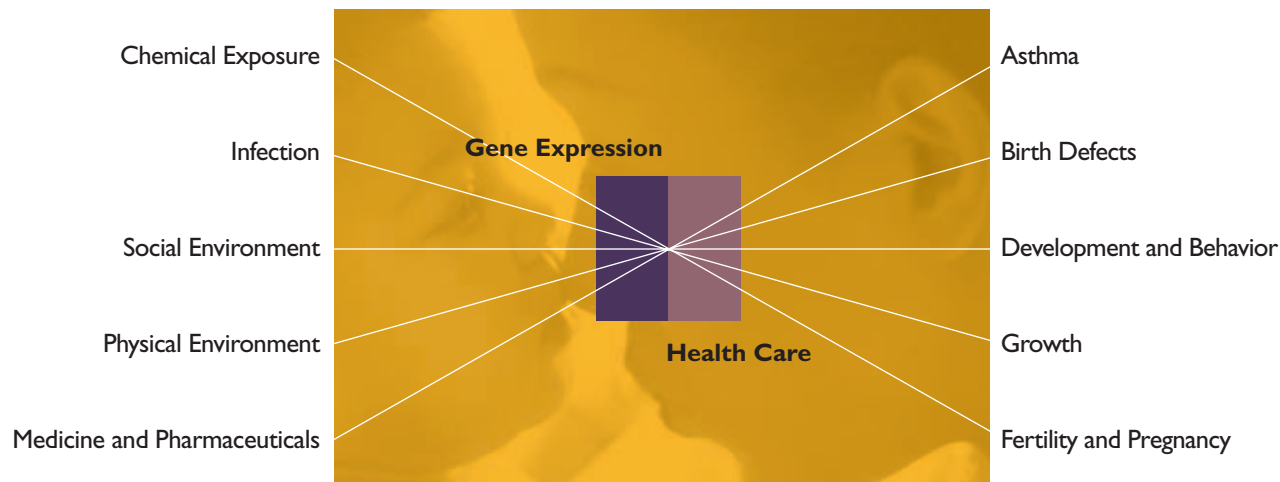 Chemical Exposure
Infection
Social Environment
Physical Environment
Medicine and Pharmaceuticals
Gene Expression
Health Care
Asthma
Birth Defects
Development and Behavior
Growth
Fertility and Pregnancy